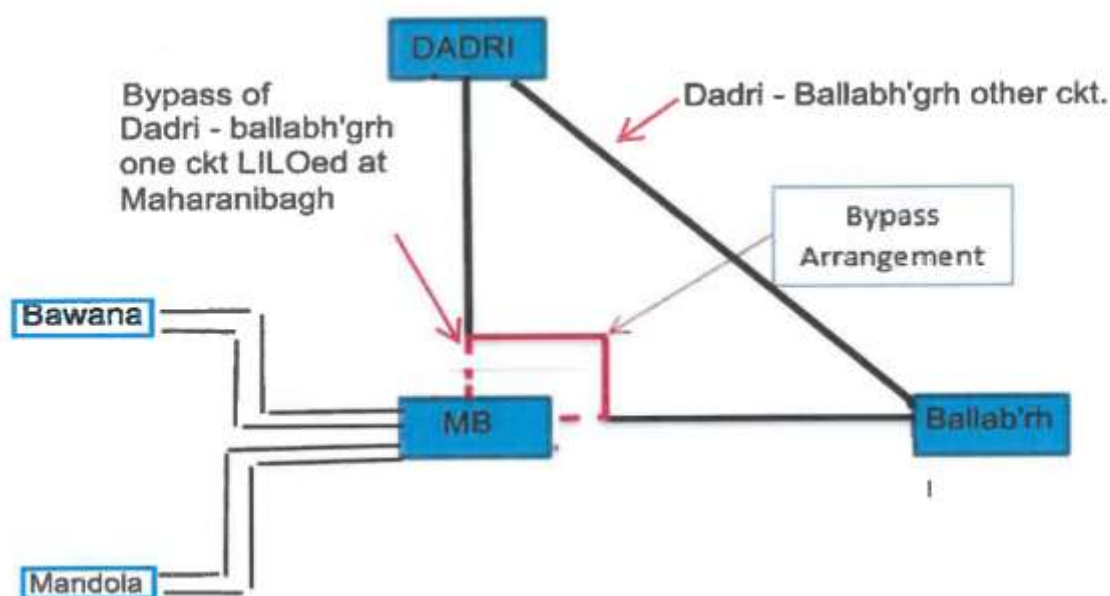 DADRI
Bypass of
Dadri - ballabh'grh
one ckt LILOed at
Maharanibagh
Dadri - Ballabh'grh other ckt.
Bypass
Arrangement
Bawana
MB
Ballab'rh
Mandola